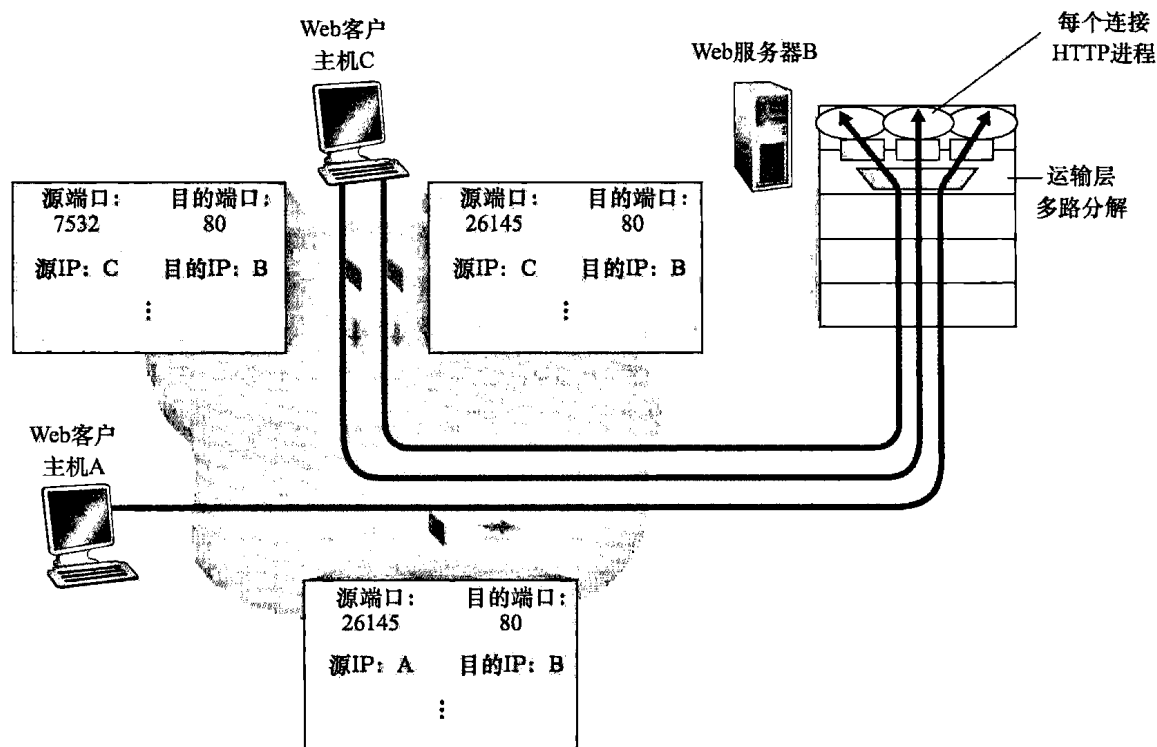 Web客户
主机C
Web服务器B
每个连接
HTTP进程
运输层
多路分解
源端口: 目的端口:
7532 80
源IP: C 目的IP: B
⋮
源端口: 目的端口:
26145 80
源IP: C 目的IP: B
⋮
Web客户
主机A
源端口: 目的端口:
26145 80
源IP: A 目的IP: B
⋮